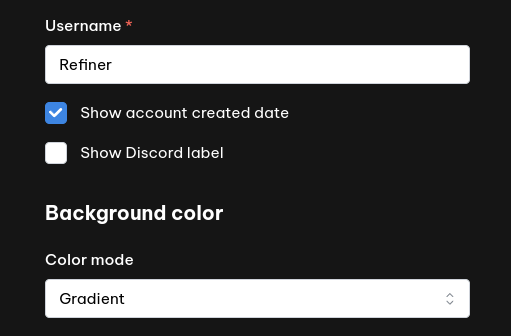 Username *
Refiner
Show account created date
Show Discord label
Background color
Color mode
Gradient